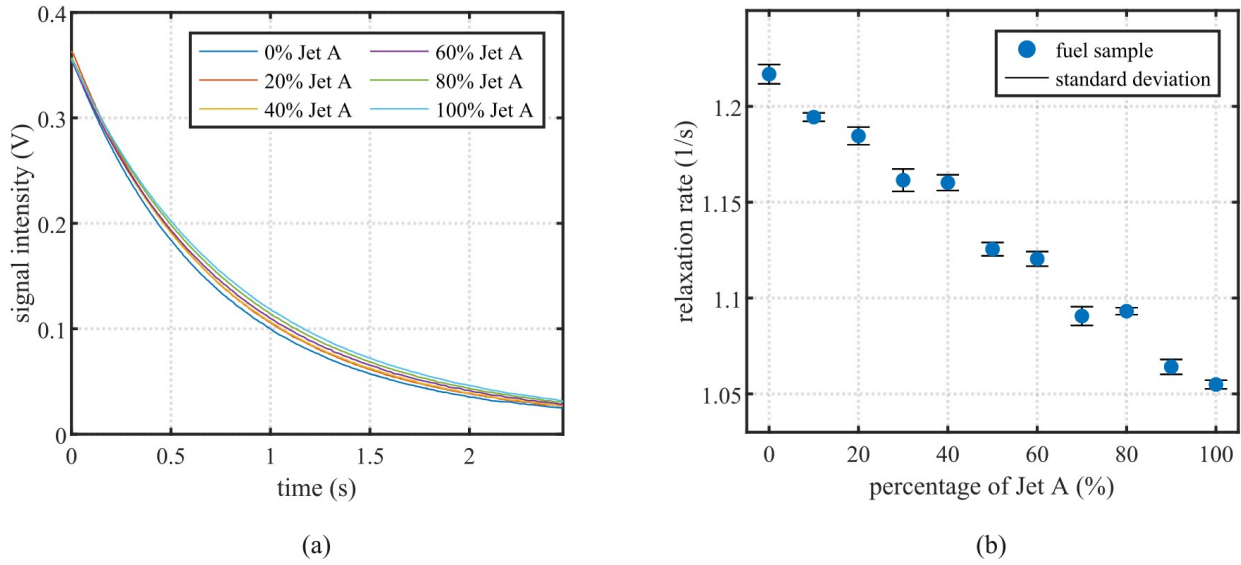 0.4
0.3
0.2
0.1
0
signal intensity (V)
0% Jet A
20% Jet A
40% Jet A
60% Jet A
80% Jet A
100% Jet A
0
0.5
1
1.5
2
time (s)
(a)
1.2
1.15
1.1
1.05
relaxation rate (1/s)
fuel sample
standard deviation
0
20
40
60
80
100
percentage of Jet A (%)
(b)